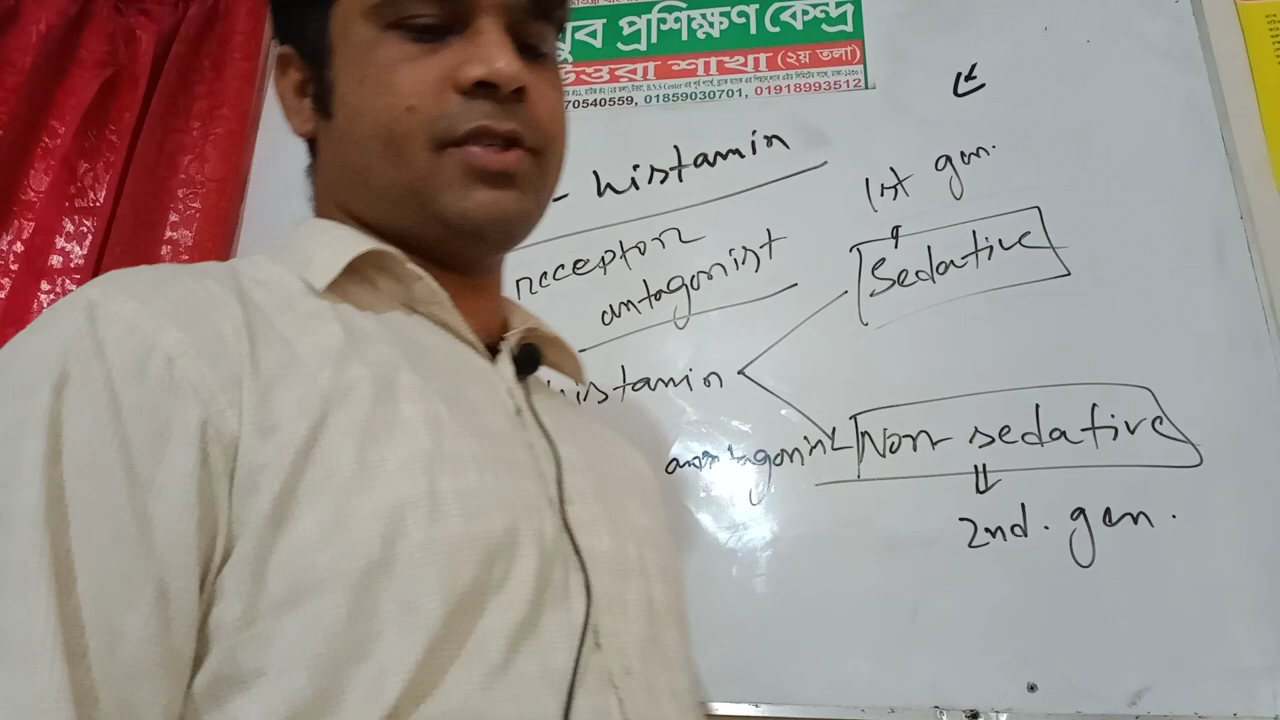 যুব প্রশিক্ষণ কেন্দ্র
উত্তরা শাখা (২য় তলা)
70540559, 01859030701, 01918993512
- histamin
receptor
antagonist
1st gen.
Sedative
histamin
antagonist
Non-sedative
2nd. gen.